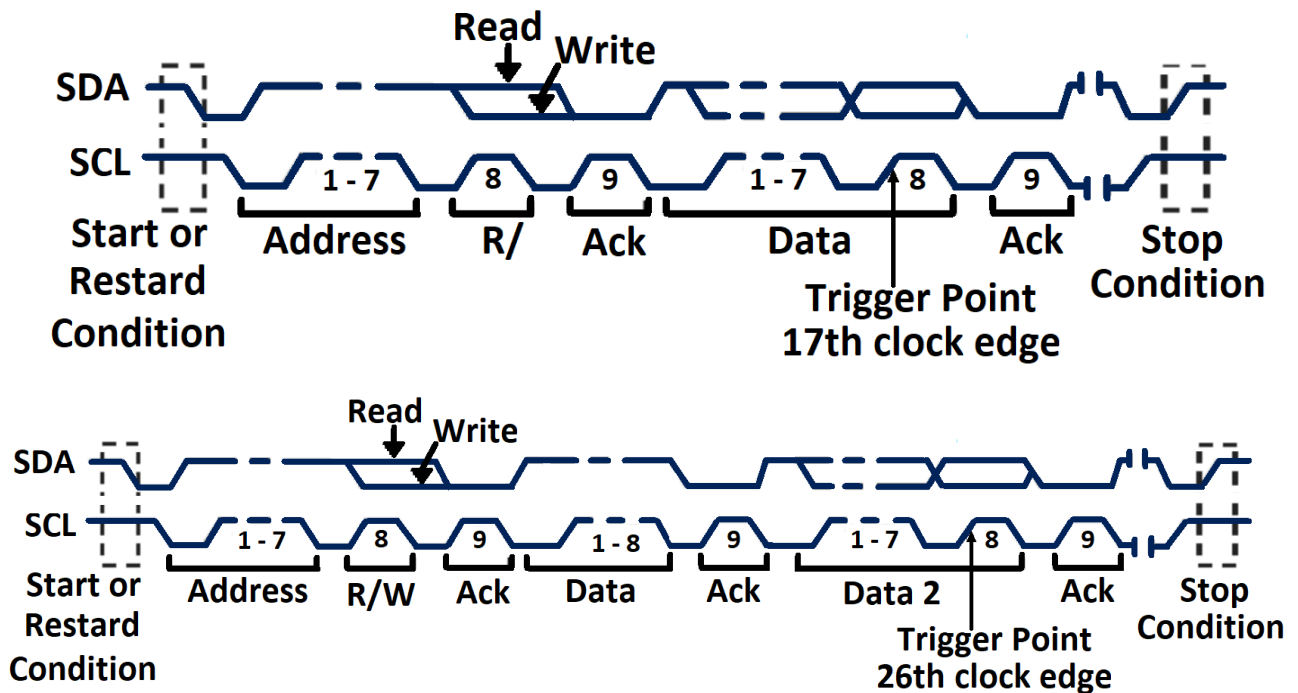 Read
Write
SDA
SCL
1 - 7
8
9
1 - 7
8
9
Start or
Restard
Condition
Address
R/
Ack
Data
Ack
Stop
Condition
Trigger Point
17th clock edge
Read
Write
SDA
SCL
1 - 7
8
9
1 - 8
9
1 - 7
8
9
Start or
Restard
Condition
Address
R/W
Ack
Data
Ack
Data 2
Ack
Stop
Condition
Trigger Point
26th clock edge